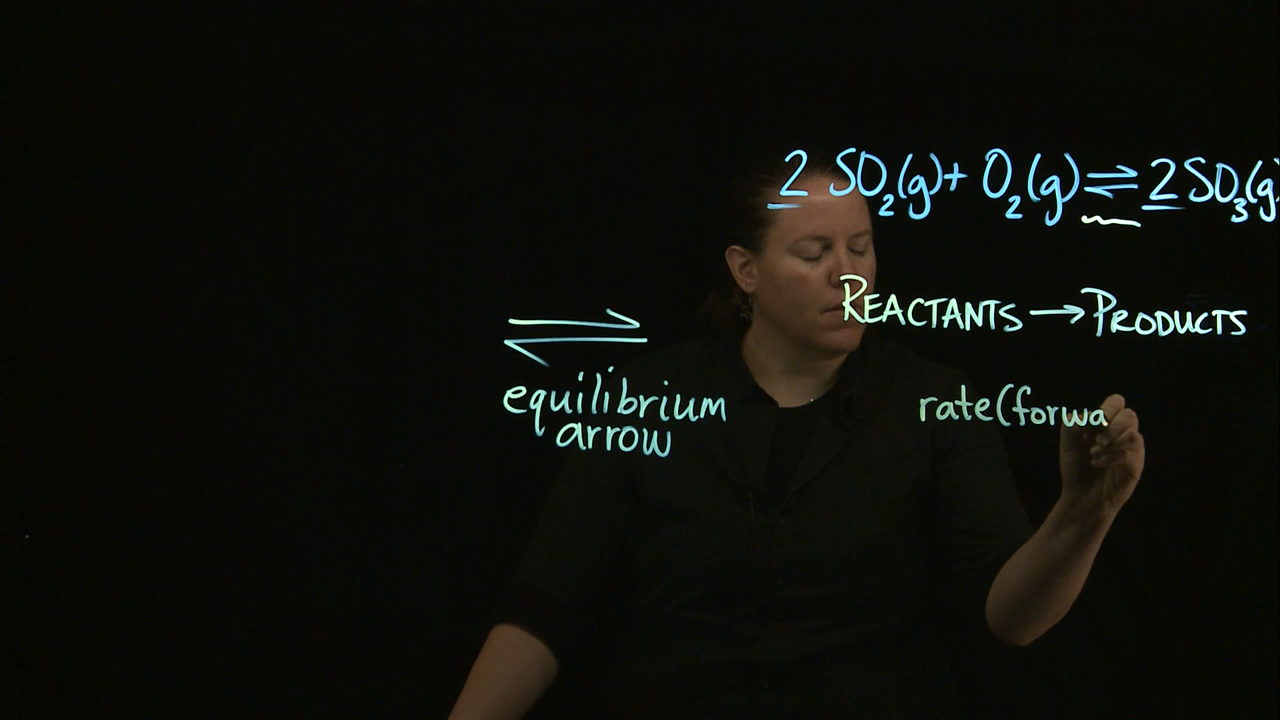 2 SO₂(g) + O₂(g) ⇌ 2 SO₃(g
REACTANTS → PRODUCTS
⇌
equilibrium
arrow
rate(forwa